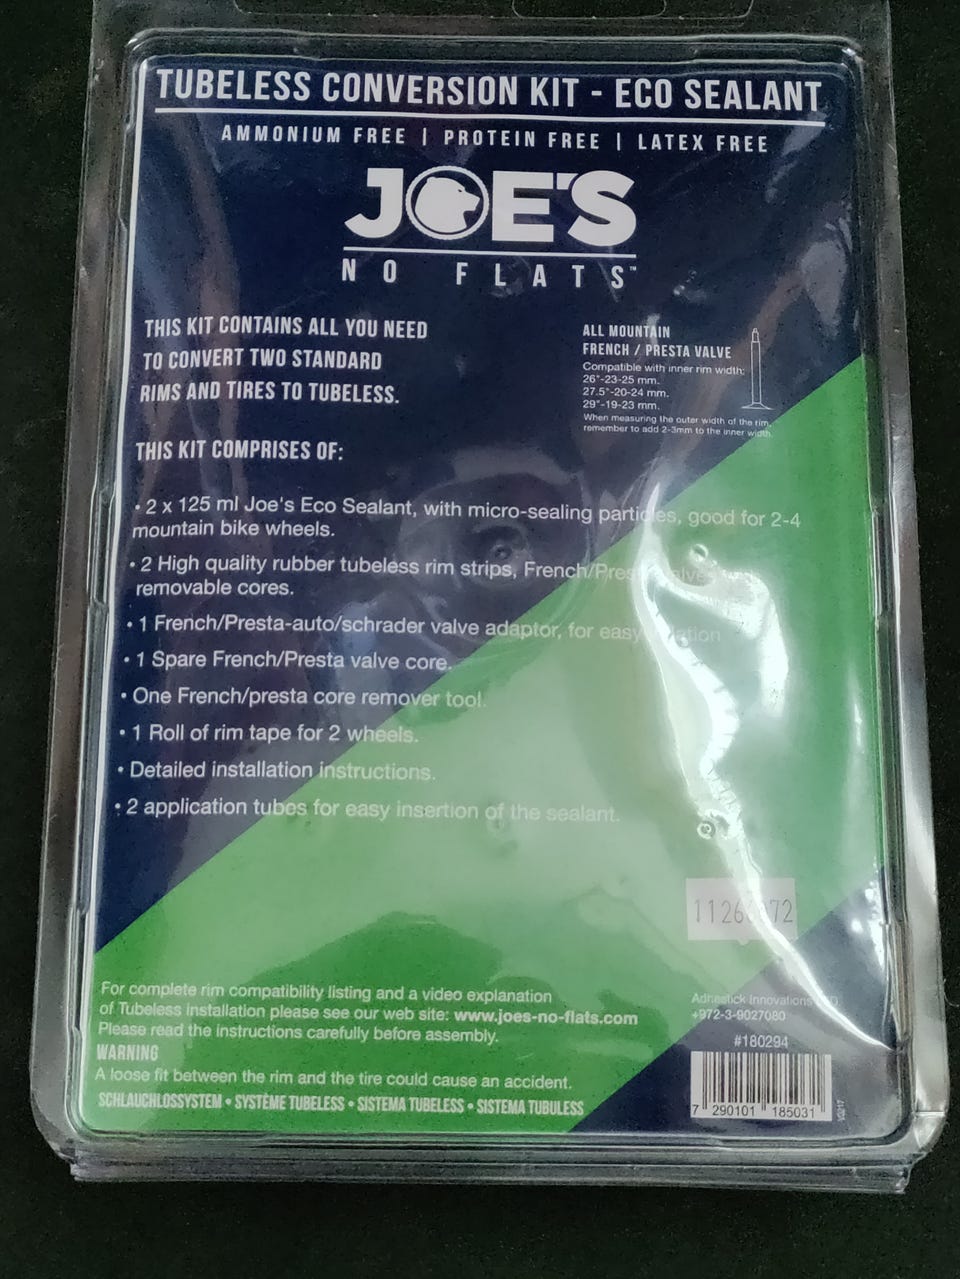 TUBELESS CONVERSION KIT - ECO SEALANT
AMMONIUM FREE | PROTEIN FREE | LATEX FREE
JOE'S
NO FLATS™
THIS KIT CONTAINS ALL YOU NEED
TO CONVERT TWO STANDARD
RIMS AND TIRES TO TUBELESS.
ALL MOUNTAIN
FRENCH / PRESTA VALVE
Compatible with inner rim width:
26"-23-25 mm.
27.5"-20-24 mm.
29"-19-23 mm.
When measuring the outer width of the rim,
remember to add 2-3mm to the inner width.
THIS KIT COMPRISES OF:
• 2 x 125 ml Joe's Eco Sealant, with micro-sealing particles, good for 2-4
mountain bike wheels.
• 2 High quality rubber tubeless rim strips, French/Presta
removable cores.
• 1 French/Presta-auto/schrader valve adaptor, for easy
• 1 Spare French/Presta valve core.
• One French/presta core remover tool.
• 1 Roll of rim tape for 2 wheels.
• Detailed installation instructions.
• 2 application tubes for easy insertion of the sealant.
For complete rim compatibility listing and a video explanation
of Tubeless installation please see our web site: www.joes-no-flats.com
Please read the instructions carefully before assembly.
WARNING
A loose fit between the rim and the tire could cause an accident.
SCHLAUCHLOSSYSTEM • SYSTÈME TUBELESS • SISTEMA TUBELESS • SISTEMA TUBULESS
Adhestick Innovations
+972-3-9027080
#180294
7 290101 185031